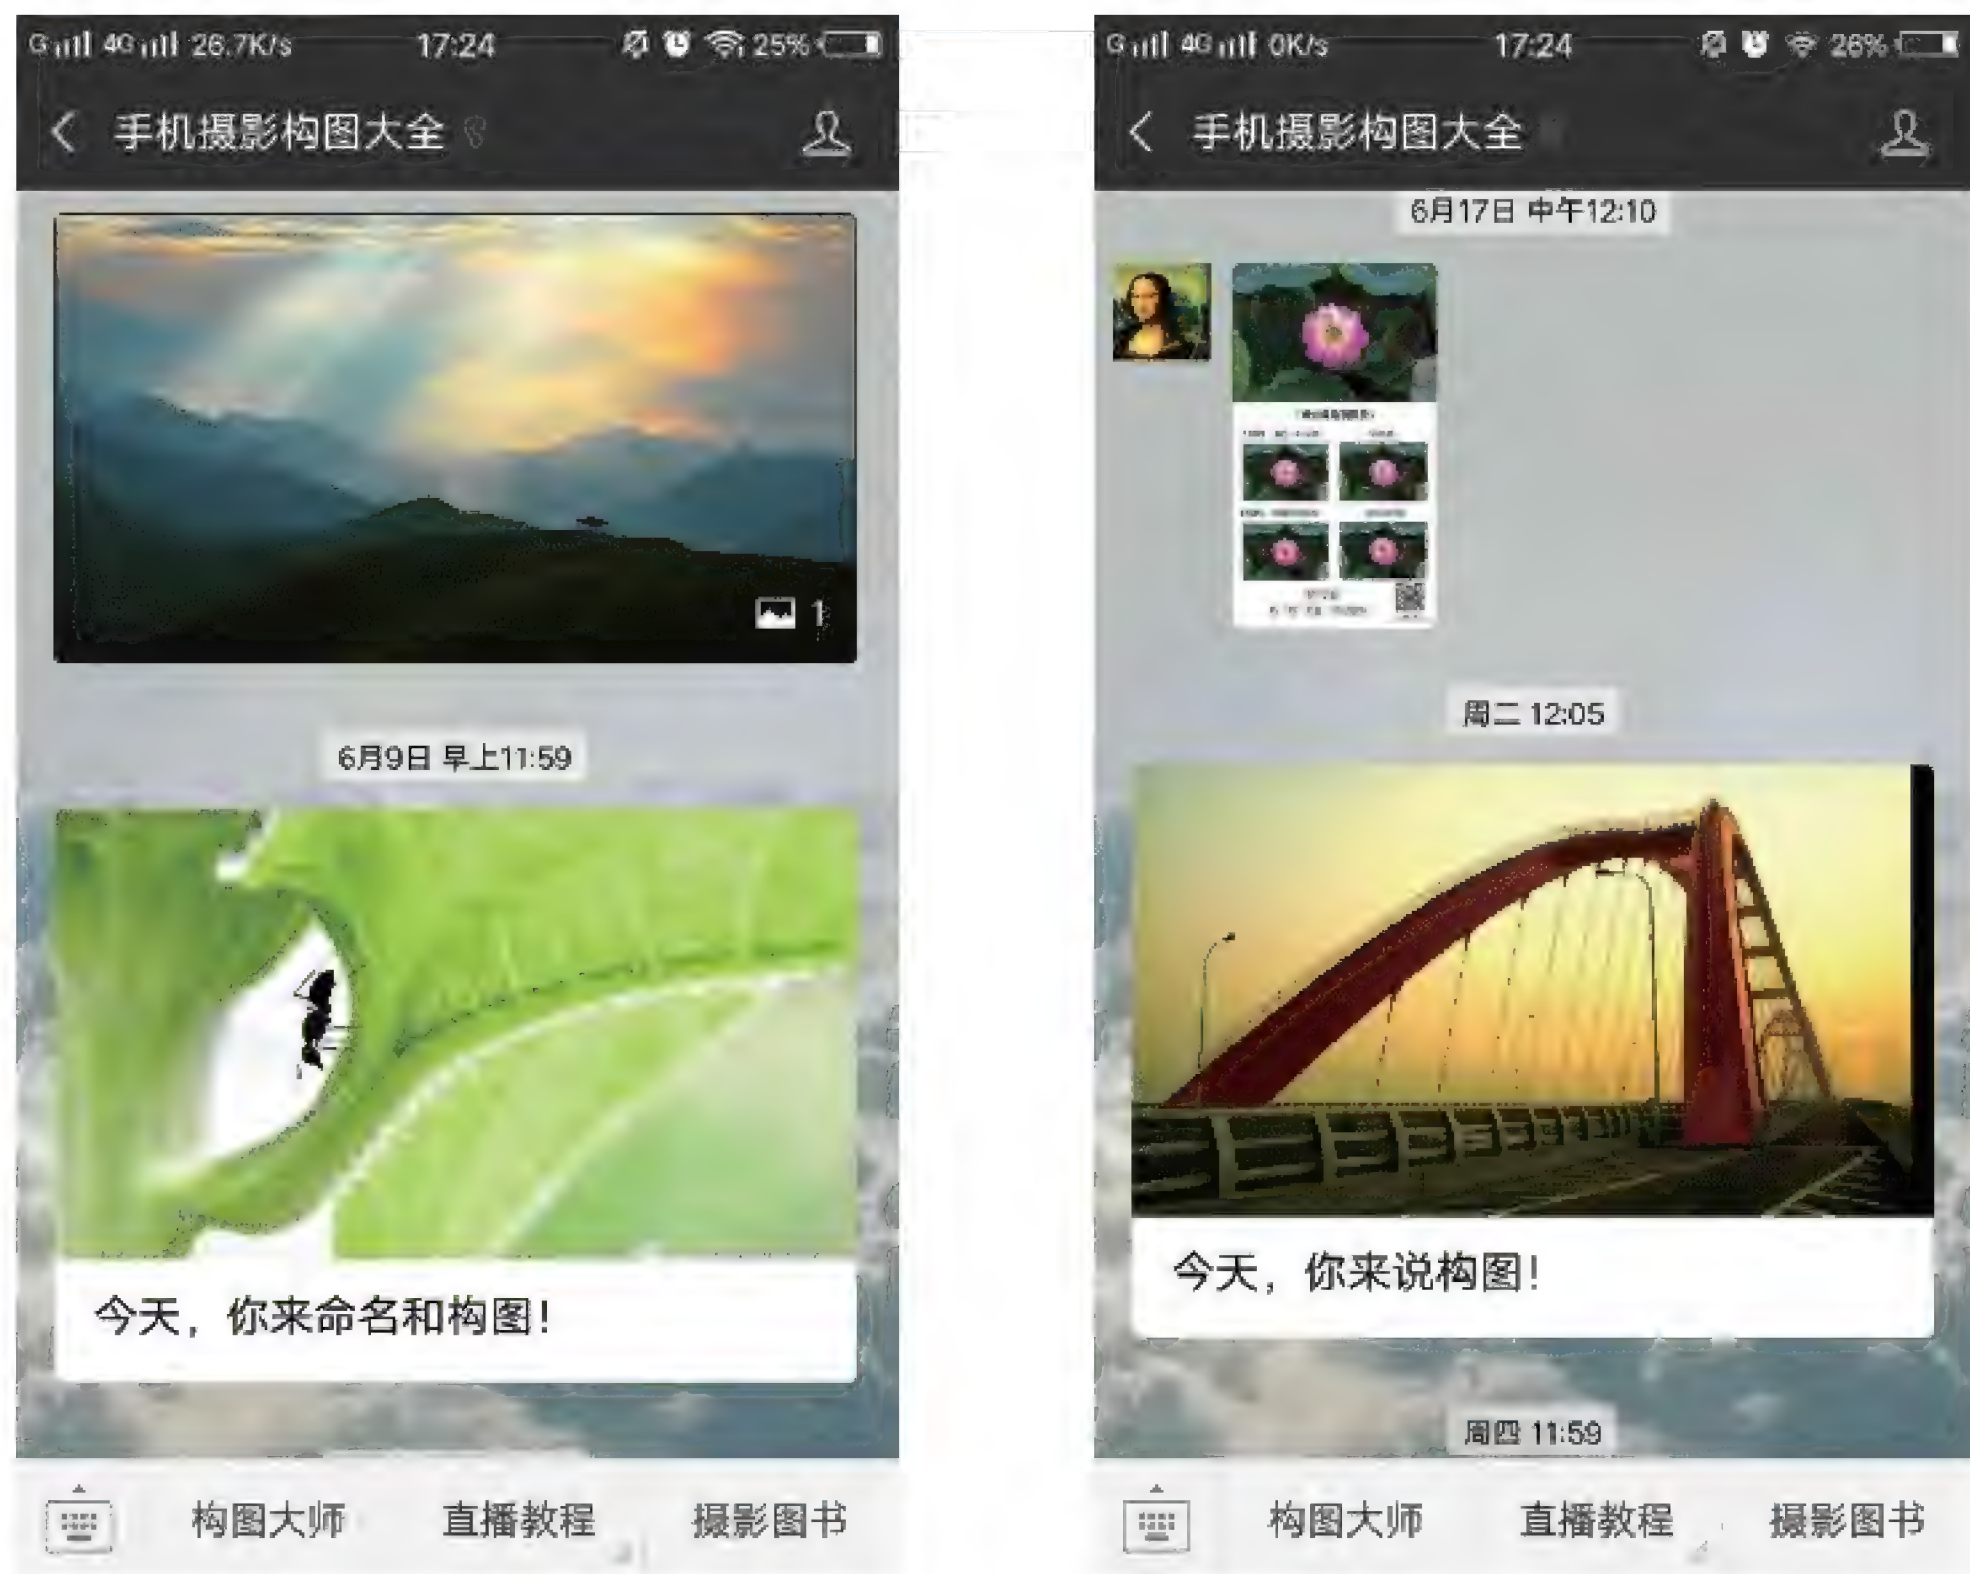 G 4G 26.7K/s 17:24 25%
手机摄影构图大全
1
6月9日 早上11:59
今天，你来命名和构图！
构图大师 直播教程 摄影图书
G 4G 0K/s 17:24 26%
手机摄影构图大全
6月17日 中午12:10
周二 12:05
今天，你来说构图！
周四 11:59
构图大师 直播教程 摄影图书